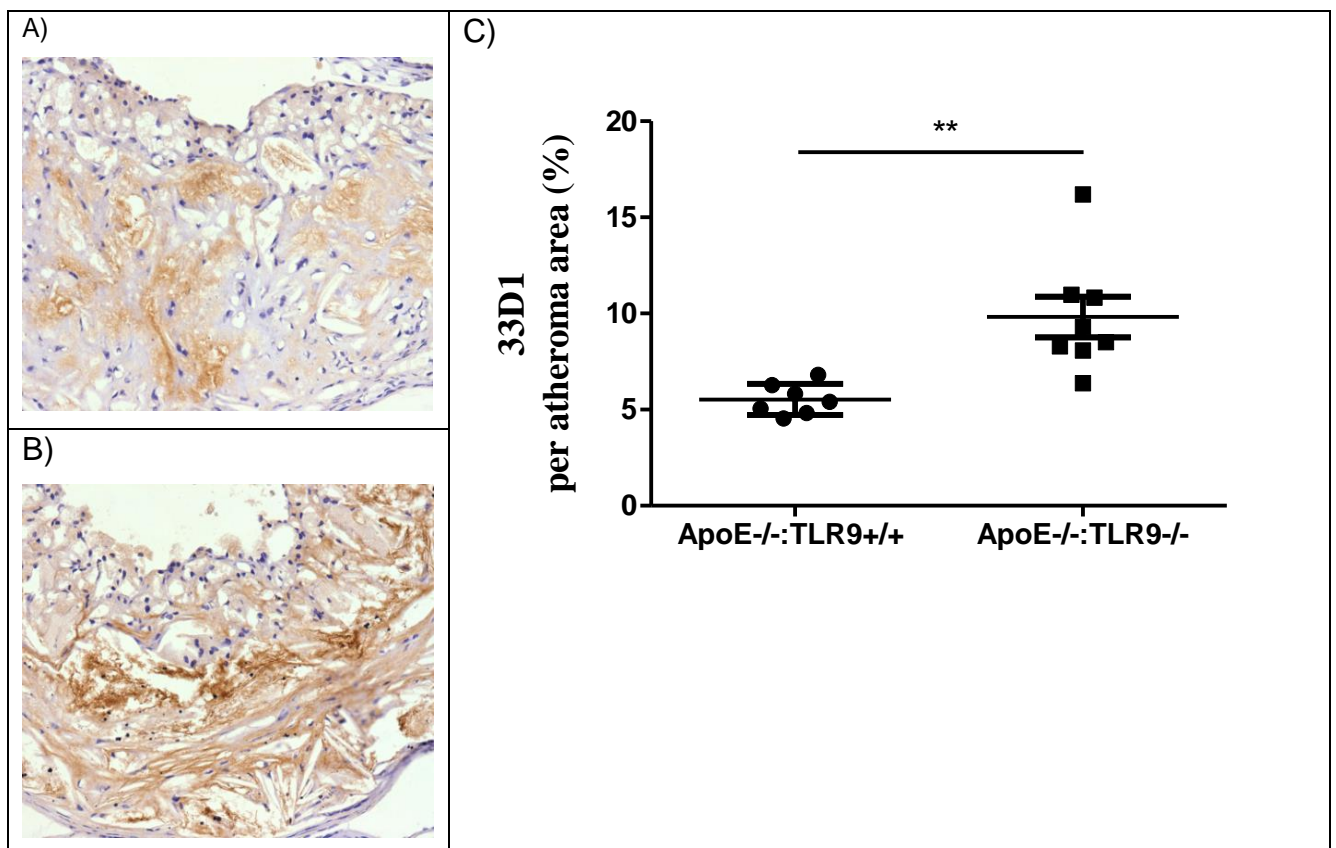 A)
B)
C)
33D1
per atheroma area (%)
20
15
10
5
0
**
ApoE-/-:TLR9+/+
ApoE-/-:TLR9-/-